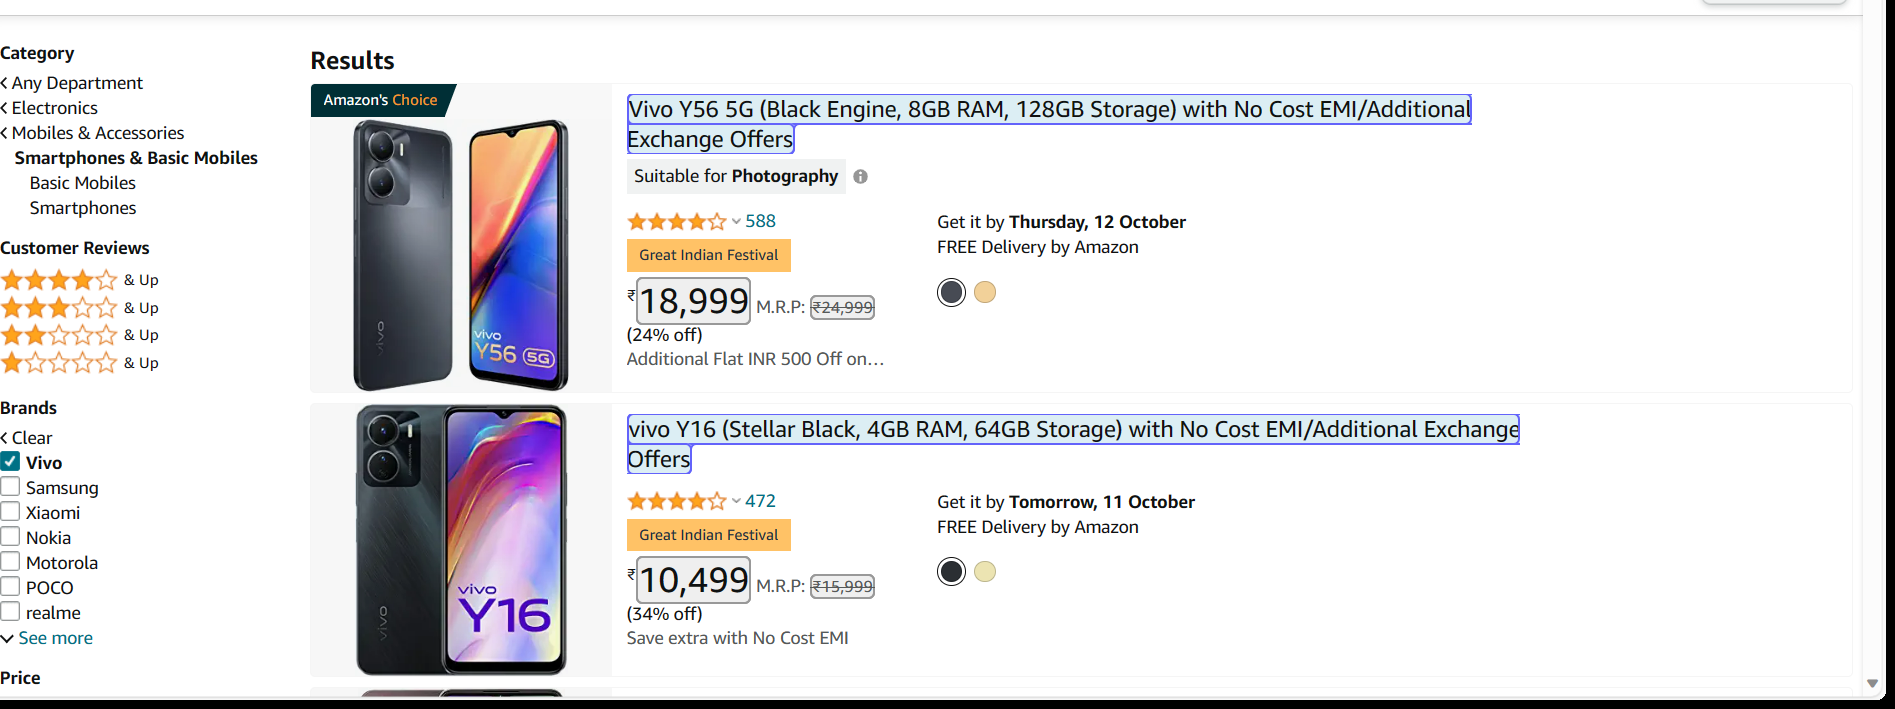 Category
Any Department
Electronics
Mobiles & Accessories
Smartphones & Basic Mobiles
Basic Mobiles
Smartphones
Customer Reviews
& Up
& Up
& Up
& Up
Brands
Clear
Vivo
Samsung
Xiaomi
Nokia
Motorola
POCO
realme
See more
Price
Results
Amazon's Choice
vivo
vivo
Y56 5G
Vivo Y56 5G (Black Engine, 8GB RAM, 128GB Storage) with No Cost EMI/Additional
Exchange Offers
Suitable for Photography
588
Great Indian Festival
₹18,999 M.R.P: ₹24,999
(24% off)
Additional Flat INR 500 Off on…
Get it by Thursday, 12 October
FREE Delivery by Amazon
vivo
vivo
Y16
vivo Y16 (Stellar Black, 4GB RAM, 64GB Storage) with No Cost EMI/Additional Exchange
Offers
472
Great Indian Festival
₹10,499 M.R.P: ₹15,999
(34% off)
Save extra with No Cost EMI
Get it by Tomorrow, 11 October
FREE Delivery by Amazon